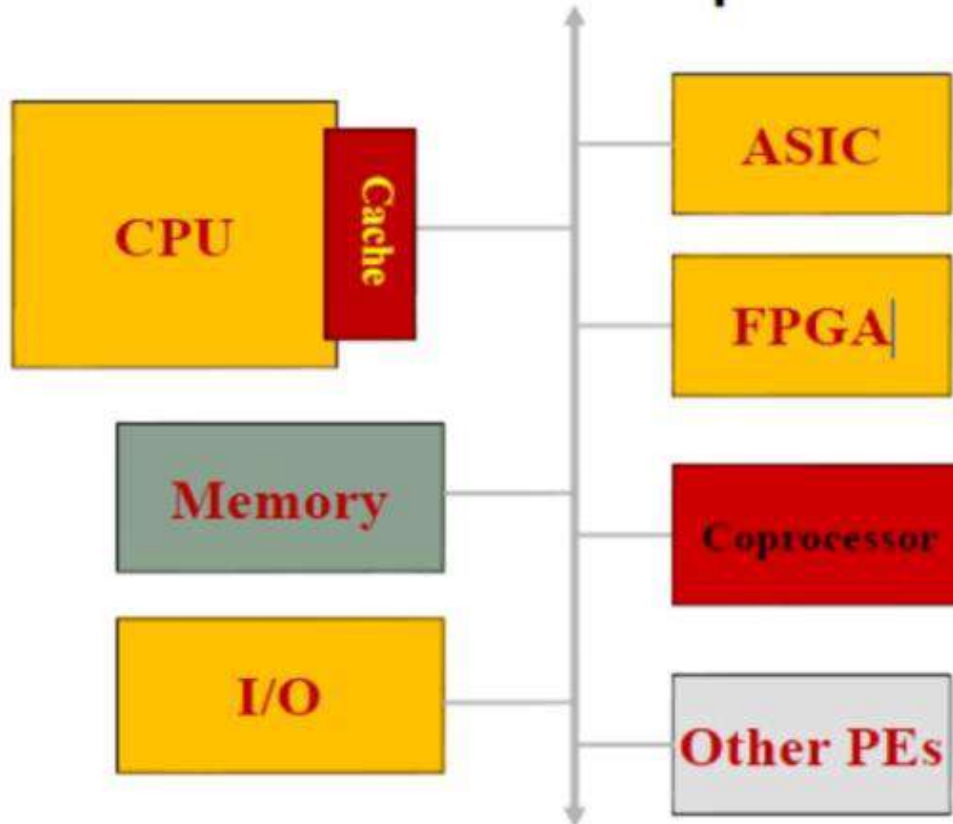 CPU
Cache
Memory
I/O
ASIC
FPGA
Coprocessor
Other PEs